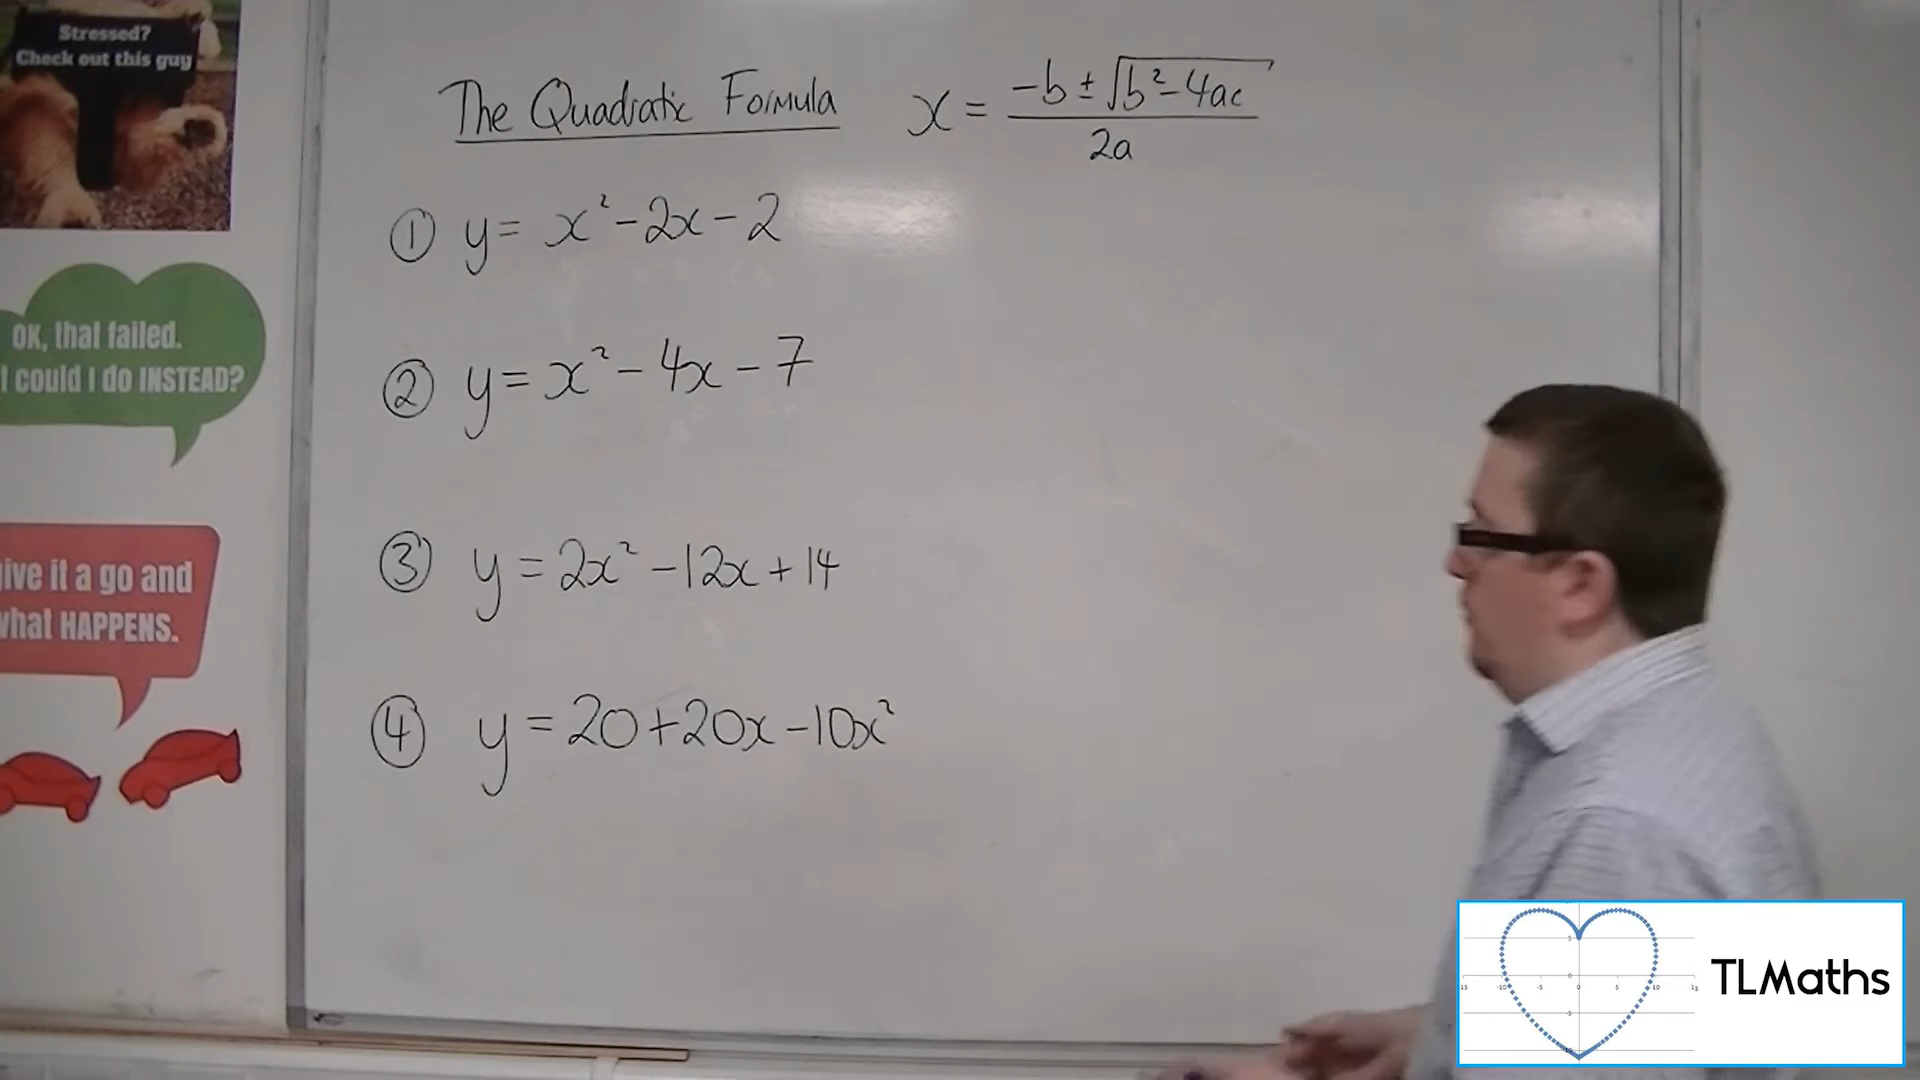 Stressed?
Check out this guy
The Quadratic Formula x = (-b ± √(b² - 4ac)) / 2a
① y = x² - 2x - 2
② y = x² - 4x - 7
③ y = 2x² - 12x + 14
④ y = 20 + 20x - 10x²
OK, that failed.
I could I do INSTEAD?
give it a go and
what HAPPENS.
TLMaths